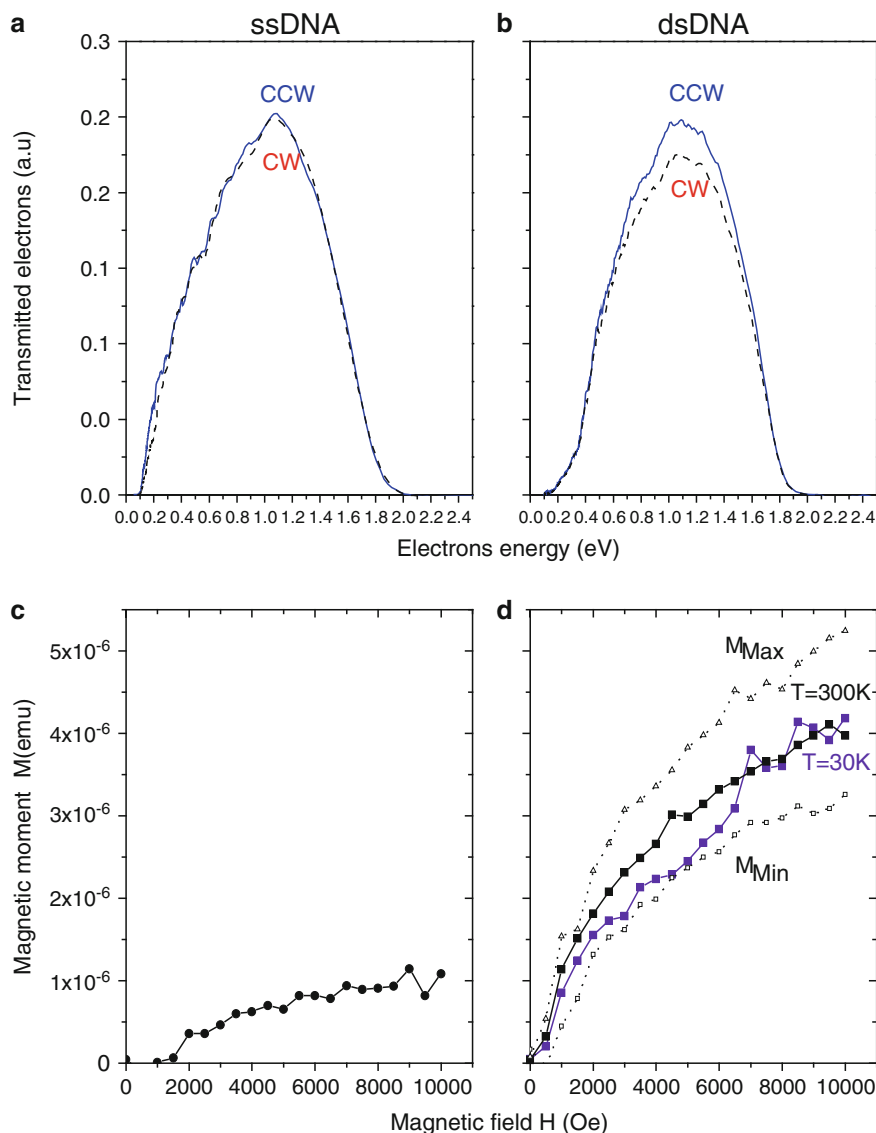 a ssDNA
b dsDNA
0.3
0.2
0.2
0.1
0.1
0.0
0.0
Transmitted electrons (a.u)
CCW
CW
CCW
CW
0.0 0.2 0.4 0.6 0.8 1.0 1.2 1.4 1.6 1.8 2.0 2.2 2.4
0.0 0.2 0.4 0.6 0.8 1.0 1.2 1.4 1.6 1.8 2.0 2.2 2.4
Electrons energy (eV)
c
d
5x10⁻⁶
4x10⁻⁶
3x10⁻⁶
2x10⁻⁶
1x10⁻⁶
0
Magnetic moment M(emu)
M_Max
T=300K
T=30K
M_Min
0 2000 4000 6000 8000 10000
0 2000 4000 6000 8000 10000
Magnetic field H (Oe)